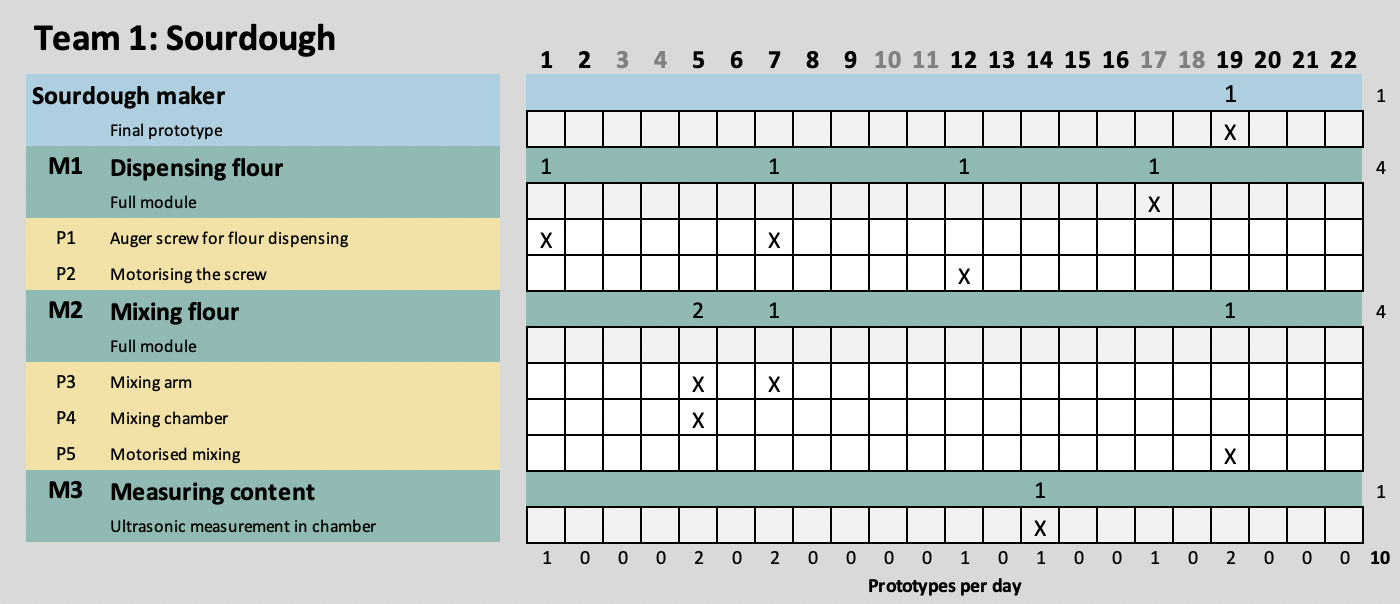 Team 1: Sourdough
1 2 3 4 5 6 7 8 9 10 11 12 13 14 15 16 17 18 19 20 21 22
Sourdough maker 1 1
Final prototype X
M1 Dispensing flour 1 1 1 1 4
Full module X
P1 Auger screw for flour dispensing X X
P2 Motorising the screw X
M2 Mixing flour 2 1 1 4
Full module
P3 Mixing arm X X
P4 Mixing chamber X
P5 Motorised mixing X
M3 Measuring content 1 1
Ultrasonic measurement in chamber X
1 0 0 0 2 0 2 0 0 0 0 1 0 1 0 0 1 0 2 0 0 0 10
Prototypes per day